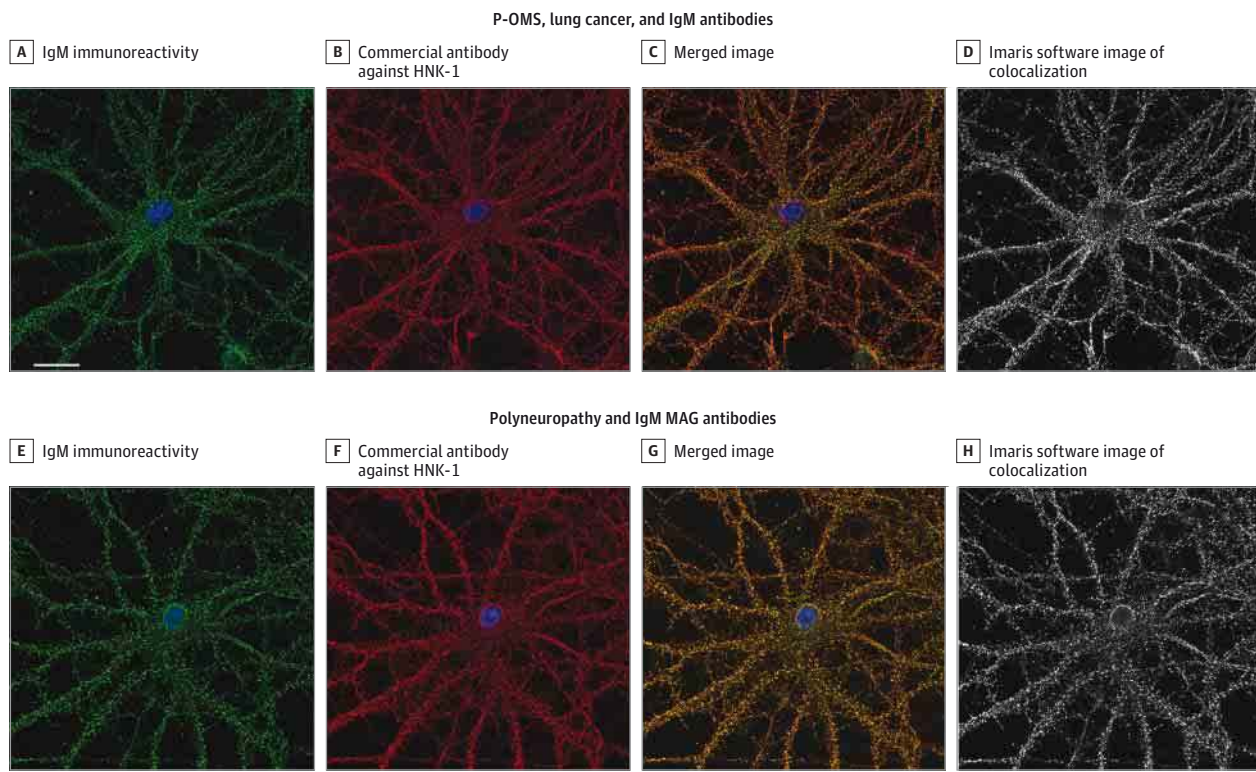 P-OMS, lung cancer, and IgM antibodies
A IgM immunoreactivity
B Commercial antibody
against HNK-1
C Merged image
D Imaris software image of
colocalization
Polyneuropathy and IgM MAG antibodies
E IgM immunoreactivity
F Commercial antibody
against HNK-1
G Merged image
H Imaris software image of
colocalization